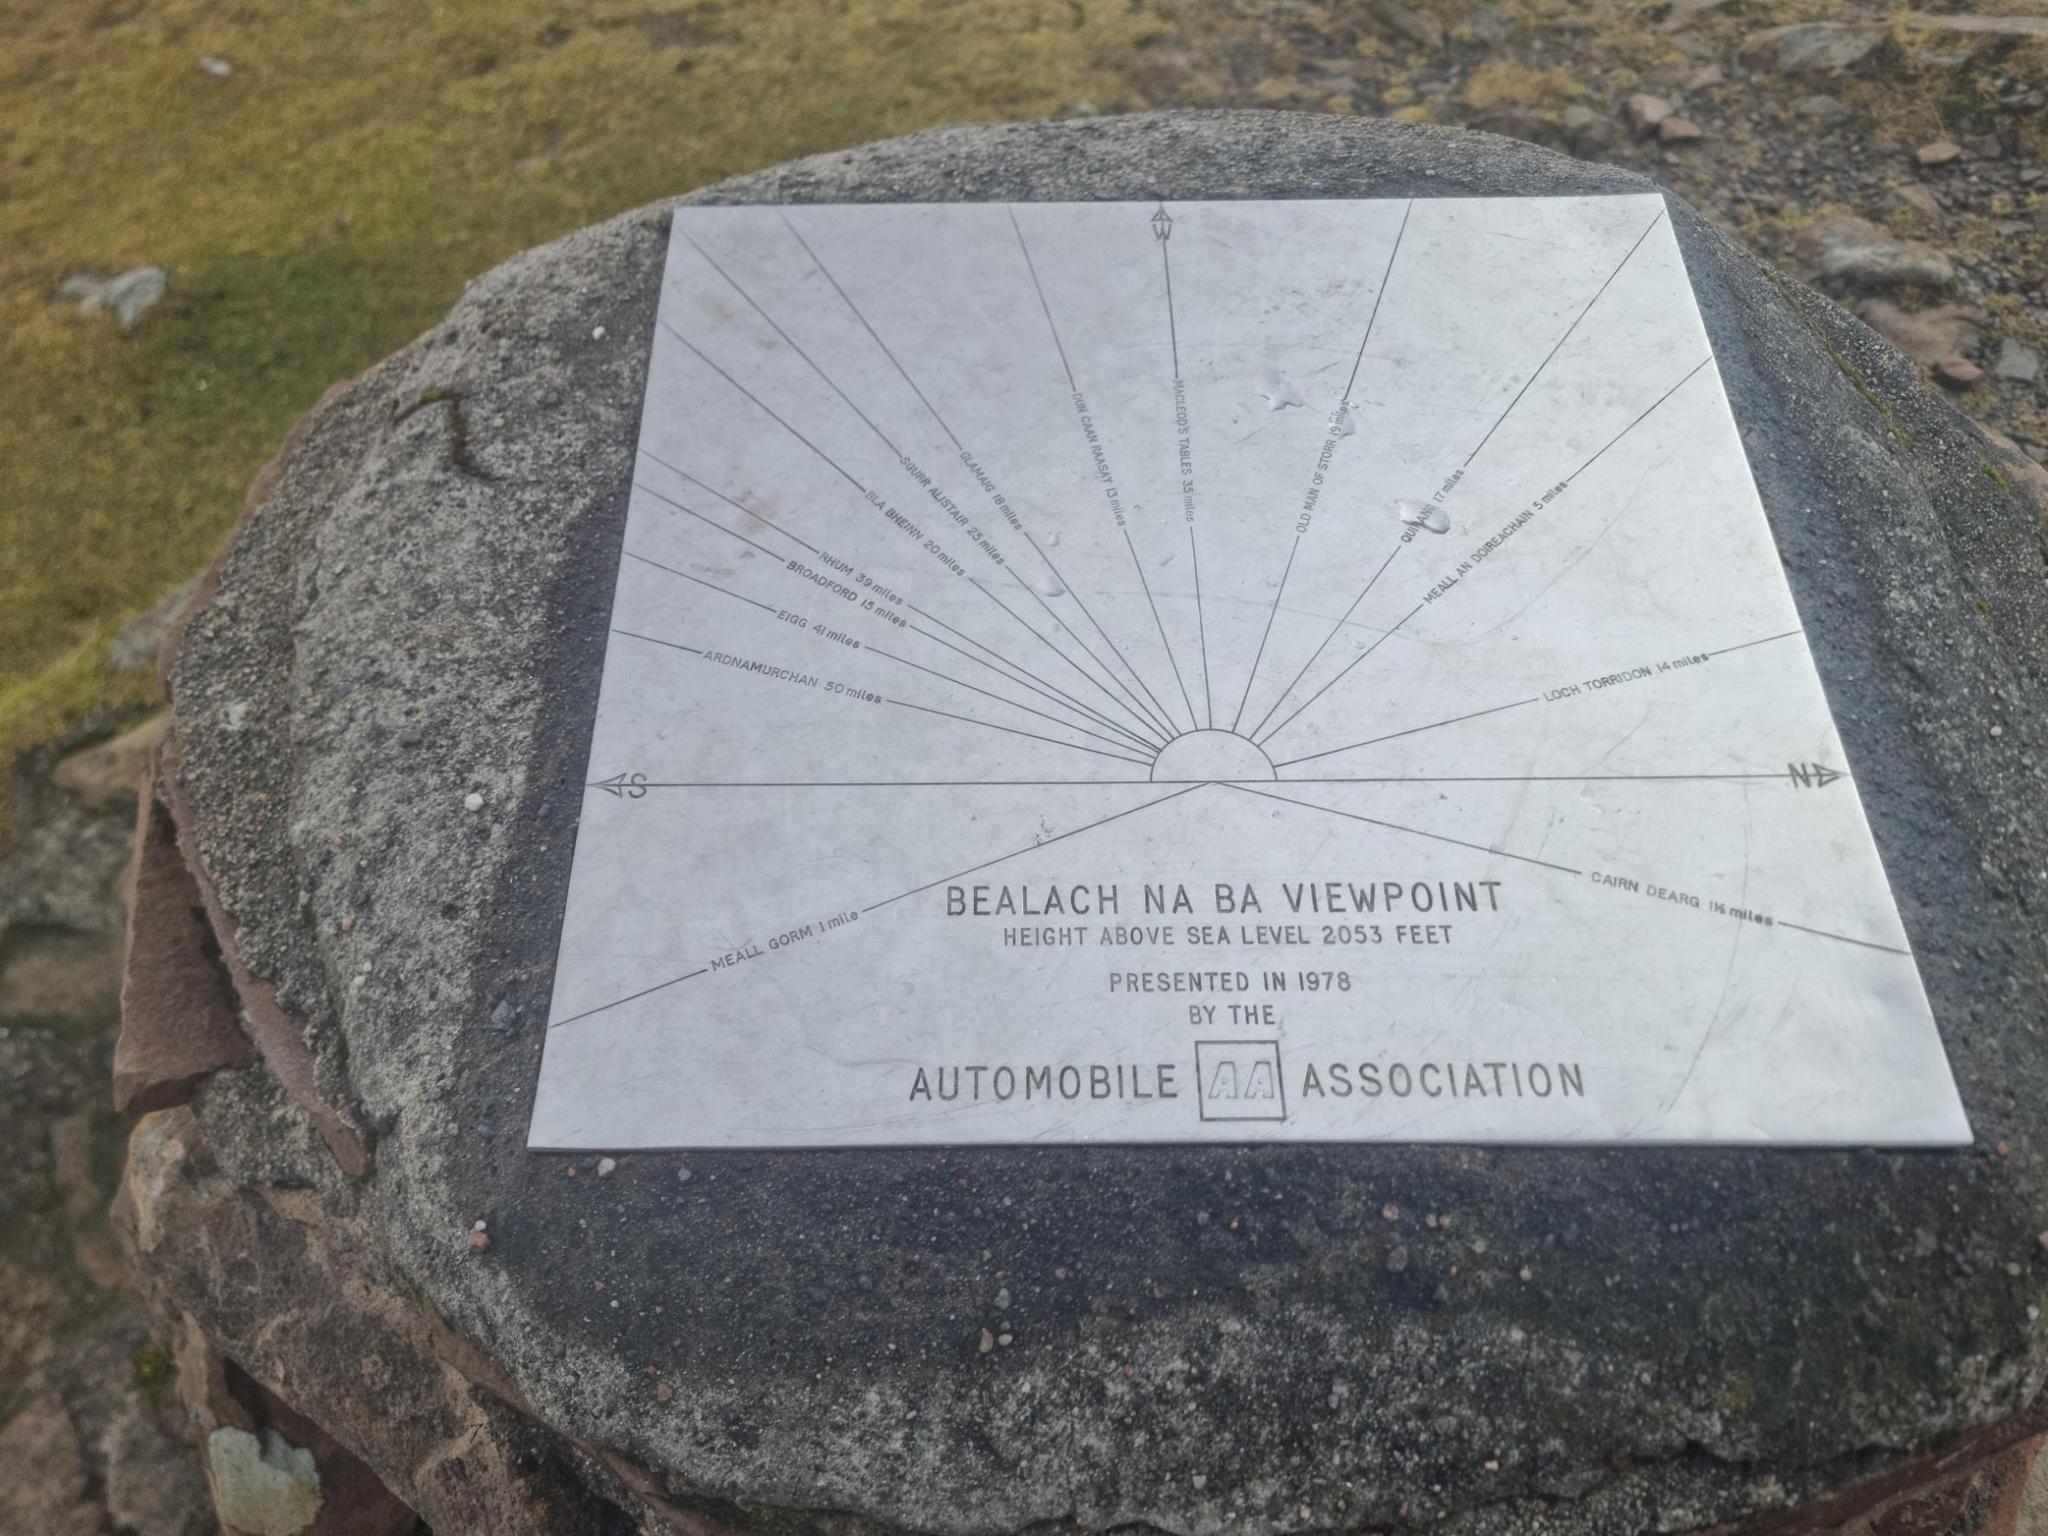 W
DUN CAAN RAASAY 13 miles
MACLEOD'S TABLES 35 miles
OLD MAN OF STORR 19 miles
GLAMAIG 18 miles
SGURR ALISTAIR 25 miles
BLA BHEINN 20 miles
17 miles
MEALL AN DOIREACHAIN 5 miles
RHUM 39 miles
BROADFORD 15 miles
EIGG 41 miles
ARDNAMURCHAN 50 miles
LOCH TORRIDON 14 miles
S
N
MEALL GORM 1 mile
CAIRN DEARG 1½ miles
BEALACH NA BA VIEWPOINT
HEIGHT ABOVE SEA LEVEL 2053 FEET
PRESENTED IN 1978
BY THE
AUTOMOBILE AA ASSOCIATION